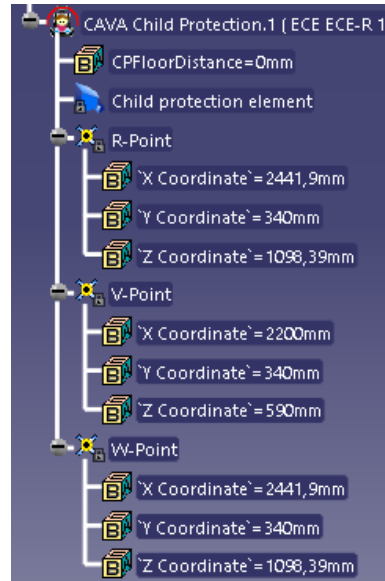 CAVA Child Protection.1 ( ECE ECE-R 1
CPFloorDistance=0mm
Child protection element
R-Point
`X Coordinate`=2441,9mm
`Y Coordinate`=340mm
`Z Coordinate`=1098,39mm
V-Point
`X Coordinate`=2200mm
`Y Coordinate`=340mm
`Z Coordinate`=590mm
W-Point
`X Coordinate`=2441,9mm
`Y Coordinate`=340mm
`Z Coordinate`=1098,39mm